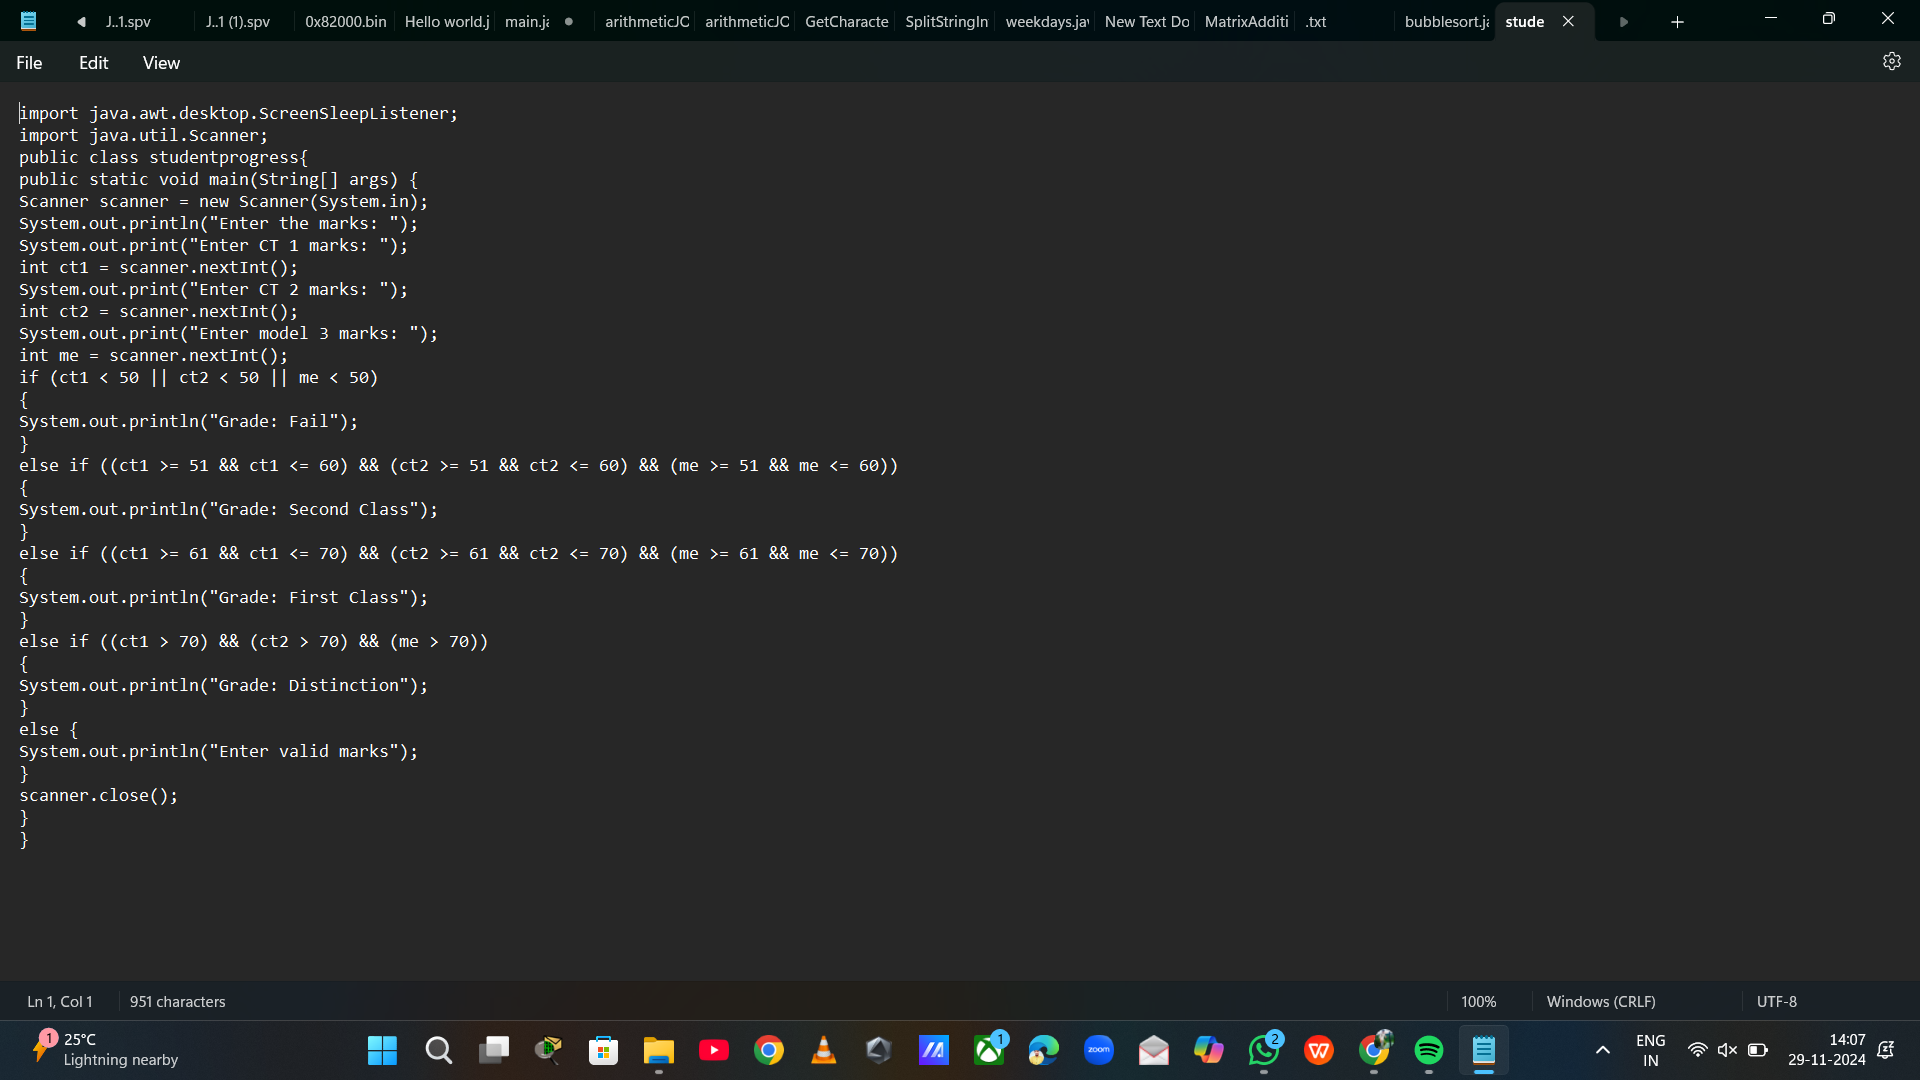 J..1.spv J..1 (1).spv 0x82000.bin Hello world.j main.ja arithmeticJC arithmeticJC GetCharacte SplitStringIn weekdays.jav New Text Do MatrixAdditi .txt bubblesort.ja stude
File Edit View
import java.awt.desktop.ScreenSleepListener;
import java.util.Scanner;
public class studentprogress{
public static void main(String[] args) {
Scanner scanner = new Scanner(System.in);
System.out.println("Enter the marks: ");
System.out.print("Enter CT 1 marks: ");
int ct1 = scanner.nextInt();
System.out.print("Enter CT 2 marks: ");
int ct2 = scanner.nextInt();
System.out.print("Enter model 3 marks: ");
int me = scanner.nextInt();
if (ct1 < 50 || ct2 < 50 || me < 50)
{
System.out.println("Grade: Fail");
}
else if ((ct1 >= 51 && ct1 <= 60) && (ct2 >= 51 && ct2 <= 60) && (me >= 51 && me <= 60))
{
System.out.println("Grade: Second Class");
}
else if ((ct1 >= 61 && ct1 <= 70) && (ct2 >= 61 && ct2 <= 70) && (me >= 61 && me <= 70))
{
System.out.println("Grade: First Class");
}
else if ((ct1 > 70) && (ct2 > 70) && (me > 70))
{
System.out.println("Grade: Distinction");
}
else {
System.out.println("Enter valid marks");
}
scanner.close();
}
}
Ln 1, Col 1 951 characters 100% Windows (CRLF) UTF-8
1 25°C
Lightning nearby
1 zoom 2 W
ENG
IN
14:07
29-11-2024